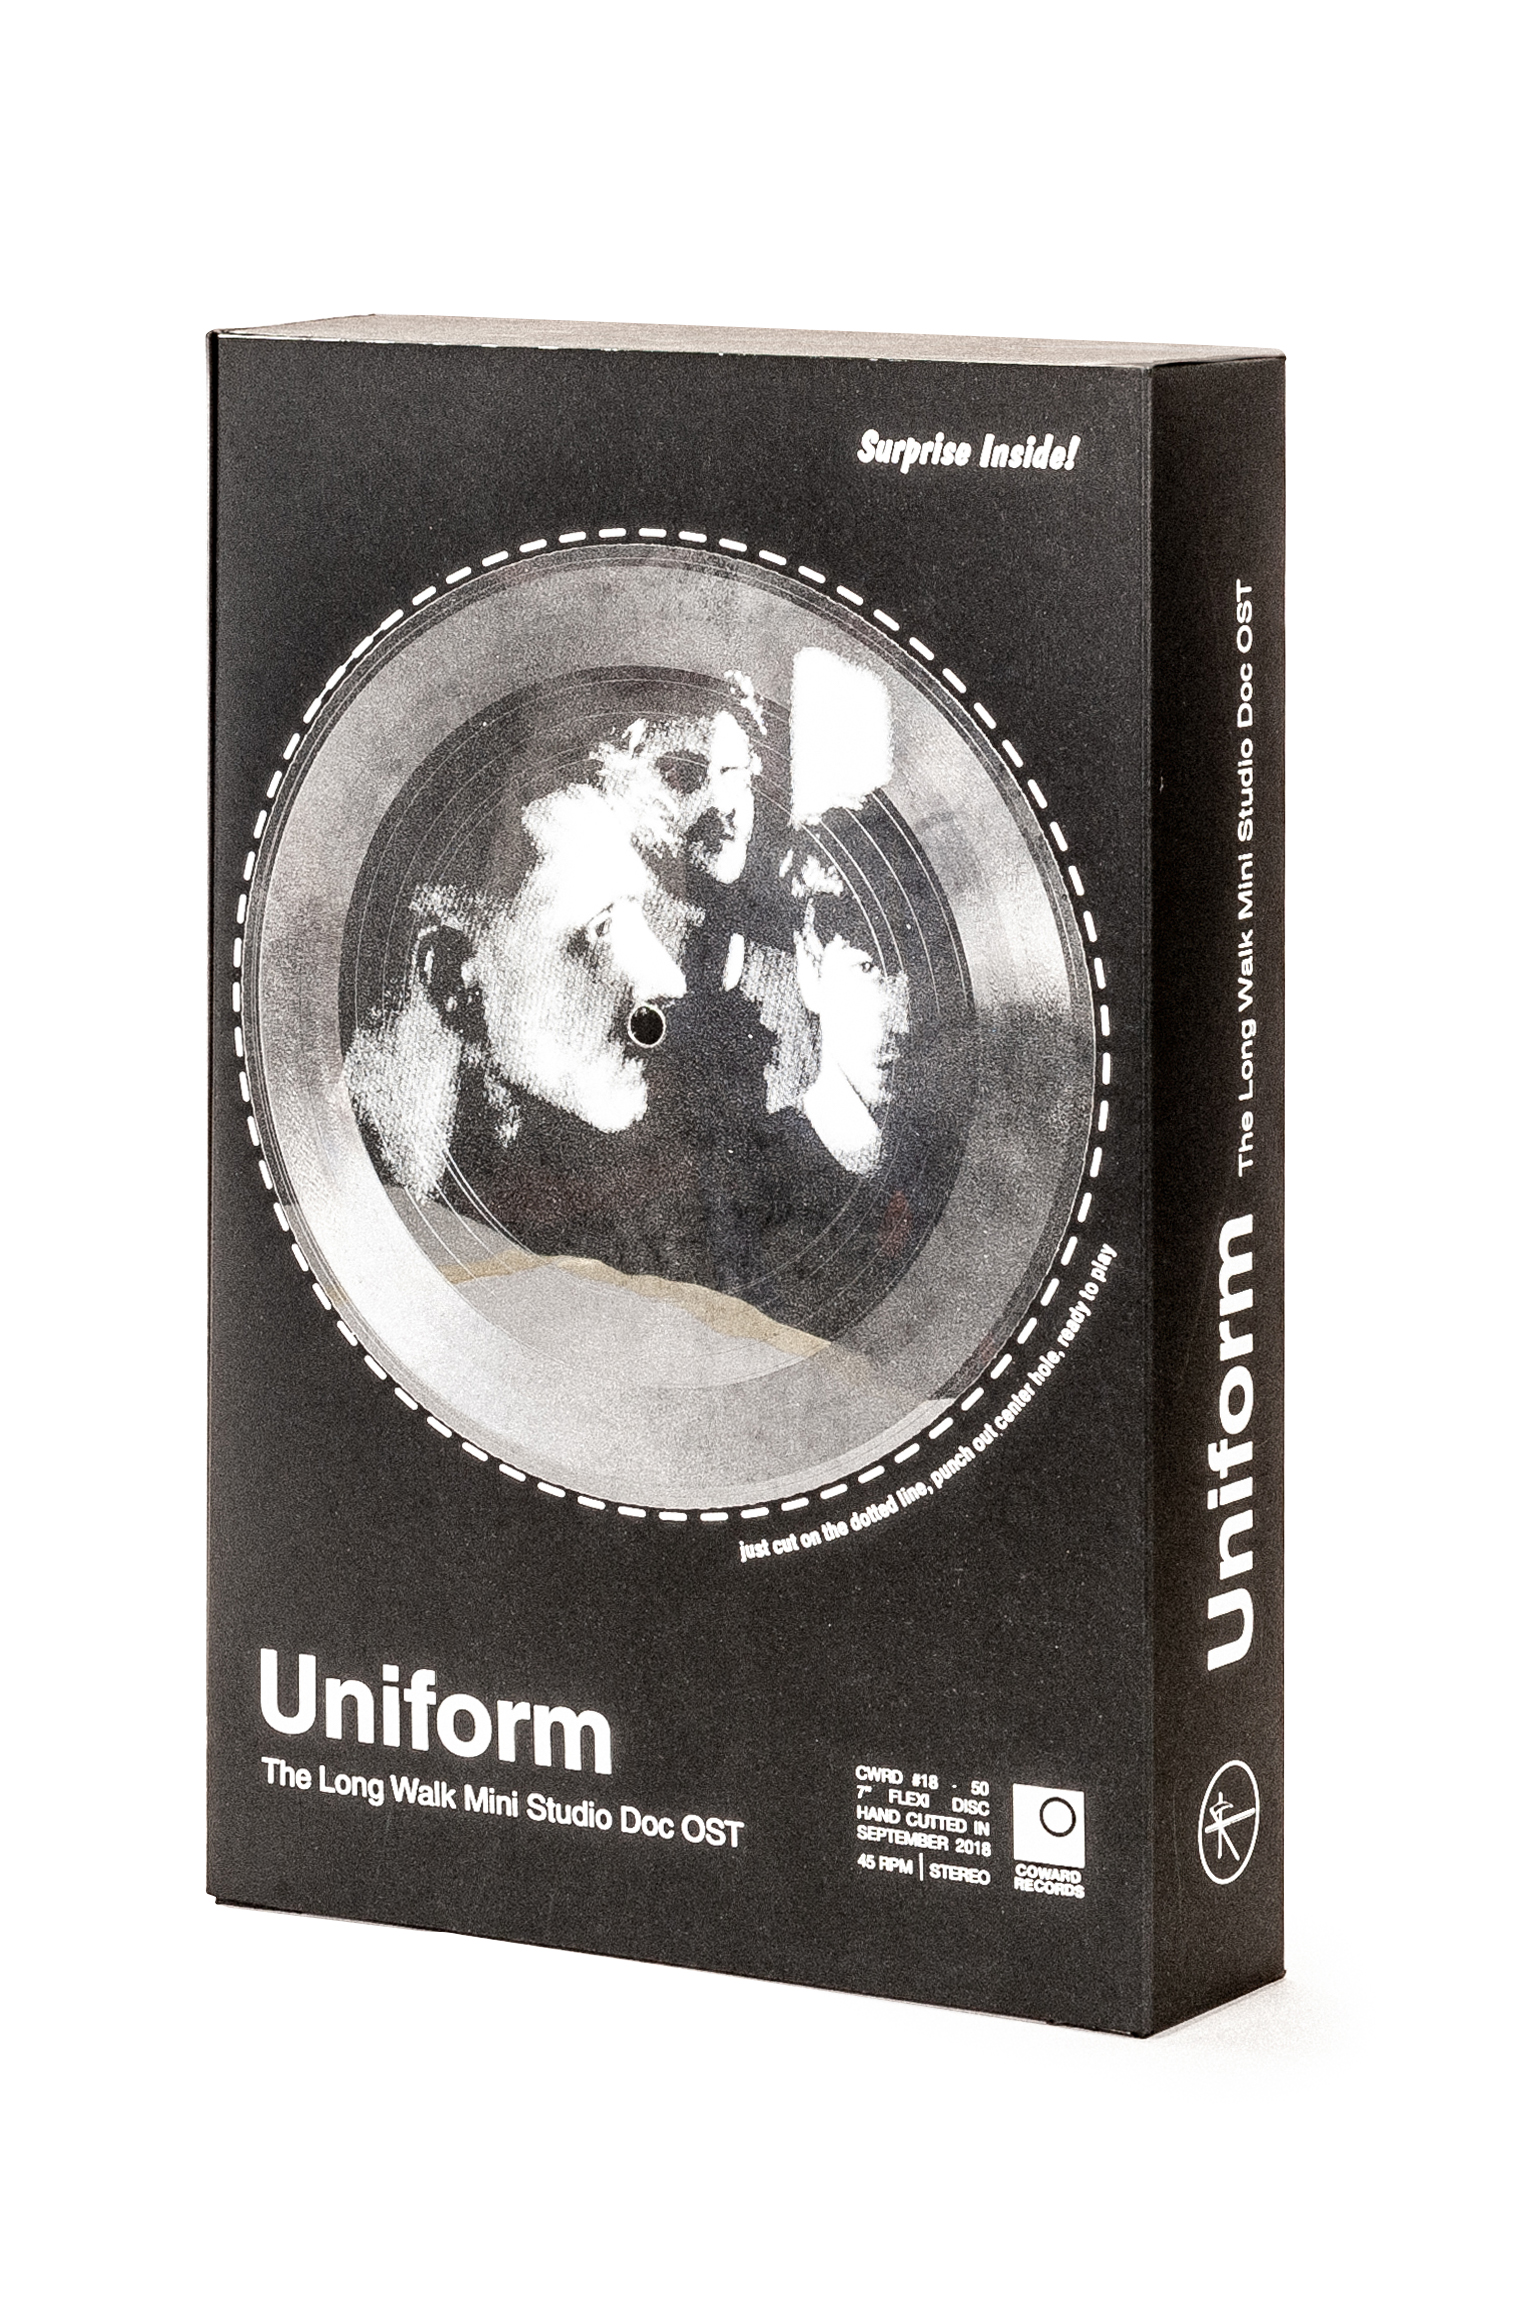 Surprise Inside!
just cut on the dotted line, punch out center hole, ready to play
Uniform
The Long Walk Mini Studio Doc OST
CWRD #18 - 50
7" FLEXI DISC
HAND CUTTED IN
SEPTEMBER 2018
45 RPM | STEREO
COWARD
RECORDS
Uniform The Long Walk Mini Studio Doc OST